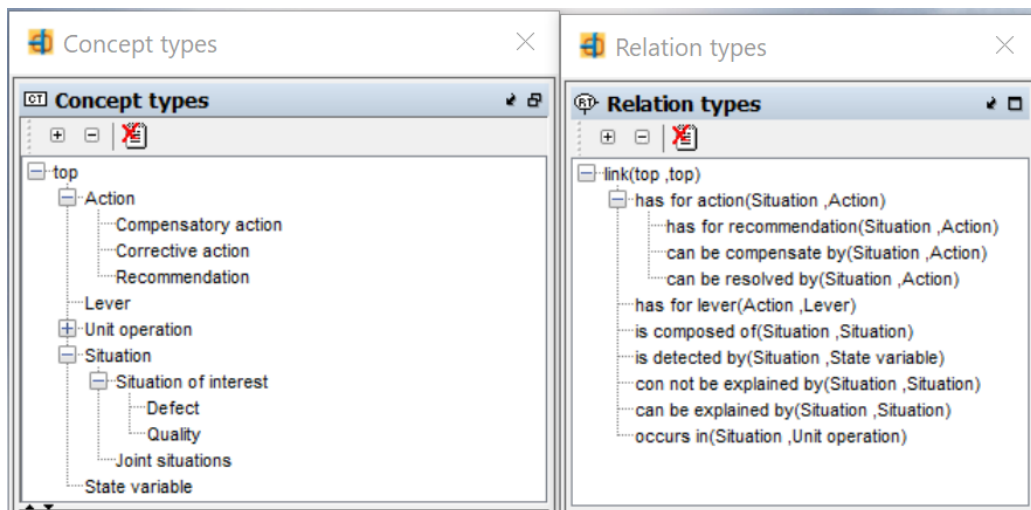 Concept types
CT Concept types
top
Action
Compensatory action
Corrective action
Recommendation
Lever
Unit operation
Situation
Situation of interest
Defect
Quality
Joint situations
State variable
Relation types
RT Relation types
link(top ,top)
has for action(Situation ,Action)
has for recommendation(Situation ,Action)
can be compensate by(Situation ,Action)
can be resolved by(Situation ,Action)
has for lever(Action ,Lever)
is composed of(Situation ,Situation)
is detected by(Situation ,State variable)
con not be explained by(Situation ,Situation)
can be explained by(Situation ,Situation)
occurs in(Situation ,Unit operation)